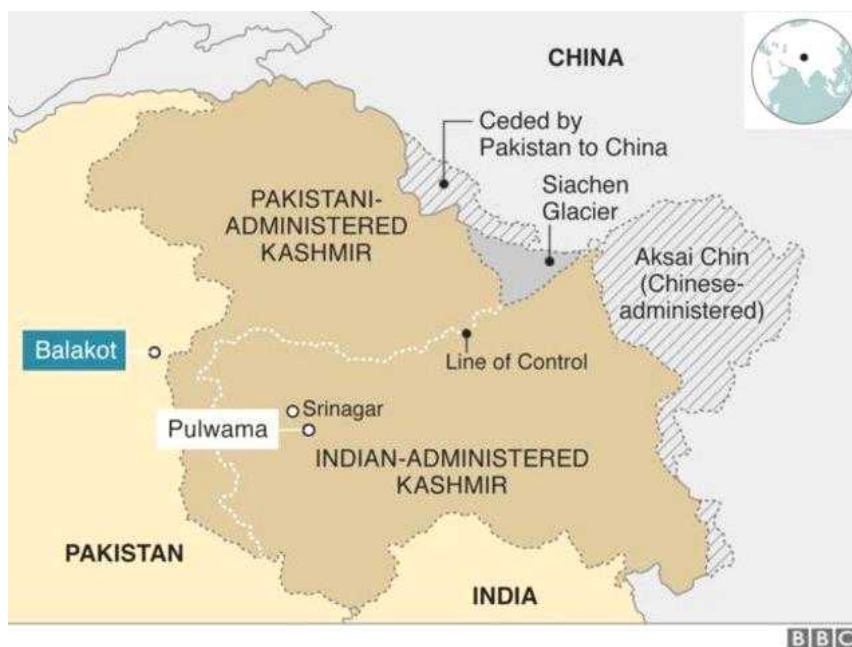 CHINA
Ceded by
Pakistan to China
Siachen
Glacier
PAKISTANI-
ADMINISTERED
KASHMIR
Aksai Chin
(Chinese-
administered)
Balakot
Line of Control
Srinagar
Pulwama
INDIAN-ADMINISTERED
KASHMIR
PAKISTAN
INDIA
BBC